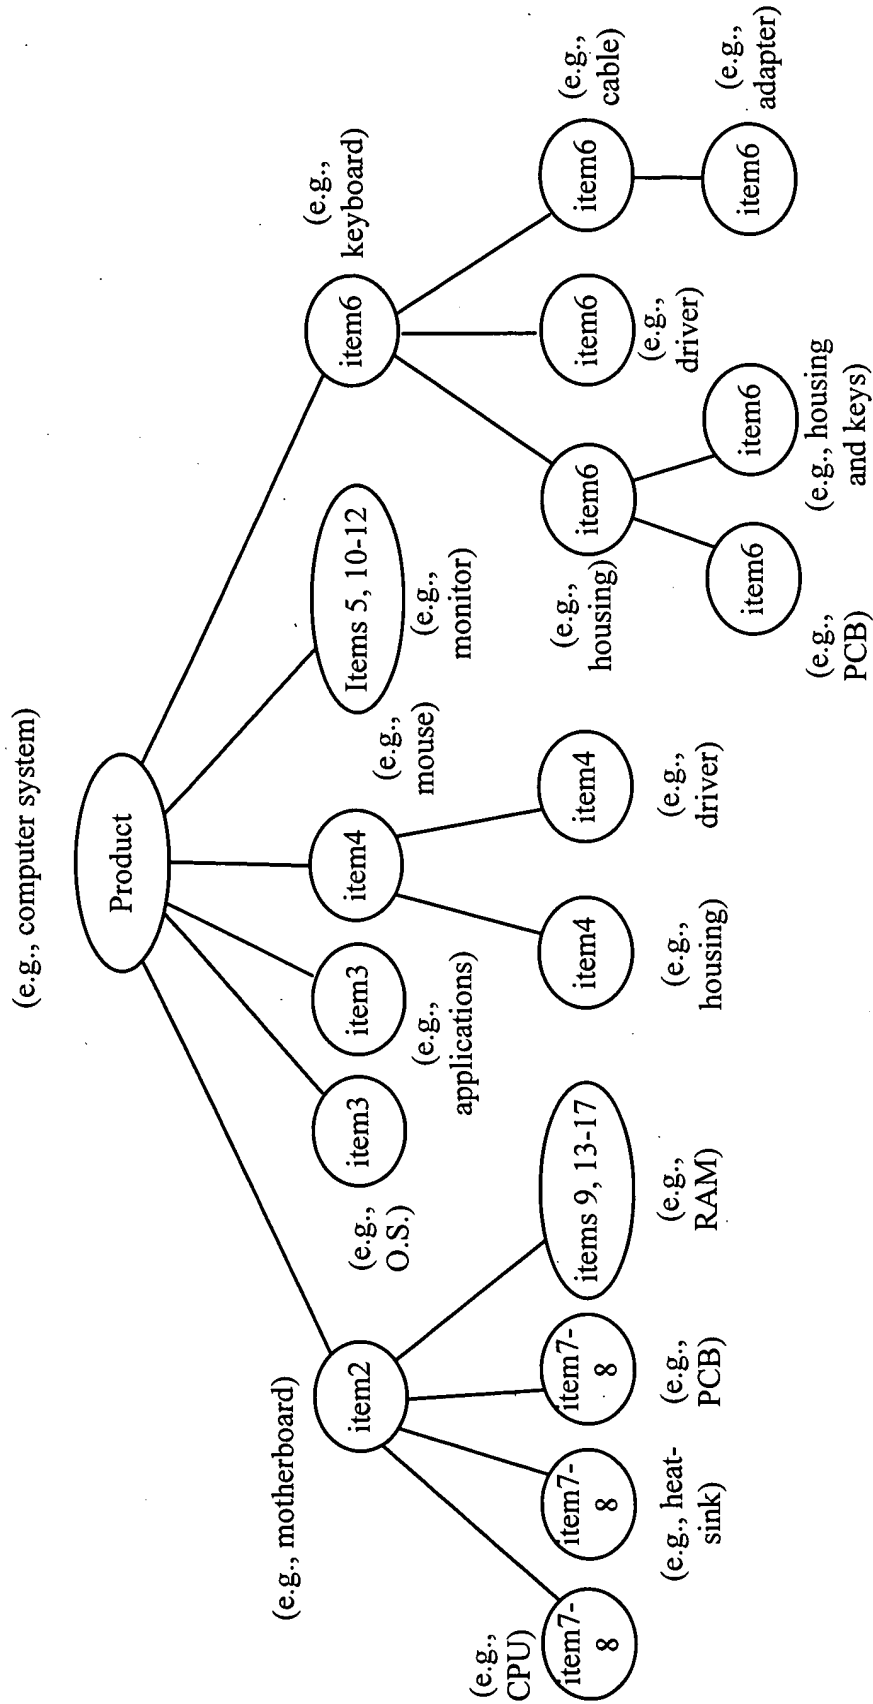 (e.g., computer system)
Product
(e.g., motherboard)
item2
(e.g.,
O.S.)
item3
item3
(e.g.,
applications)
item4
(e.g.,
mouse)
Items 5, 10-12
(e.g.,
monitor)
item6
(e.g.,
keyboard)
(e.g.,
CPU)
item7-
8
item7-
8
(e.g., heat-
sink)
item7-
8
(e.g.,
PCB)
items 9, 13-17
(e.g.,
RAM)
item4
(e.g.,
housing)
item4
(e.g.,
driver)
(e.g.,
housing)
item6
item6
(e.g.,
driver)
item6
(e.g.,
cable)
(e.g.,
PCB)
item6
item6
(e.g., housing
and keys)
item6
(e.g.,
adapter)